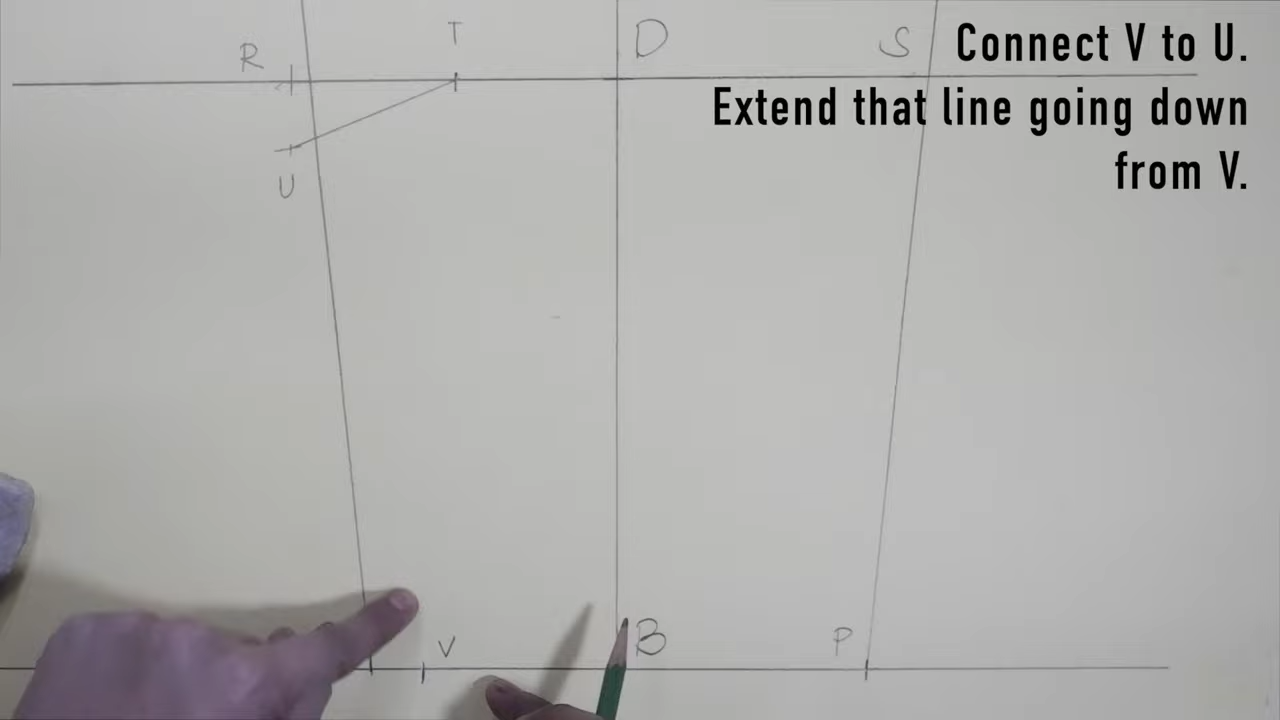 Connect V to U.
Extend that line going down
from V.
R T D S
U
V B P